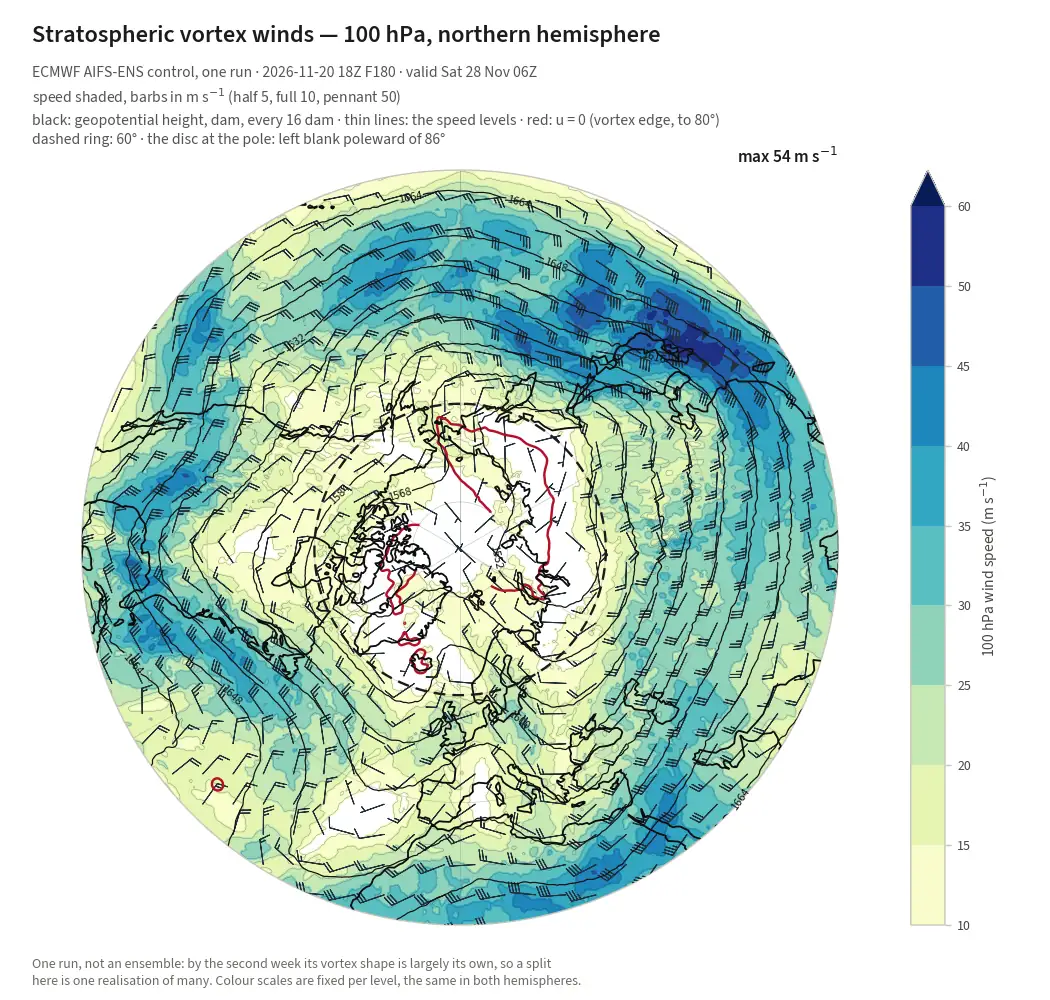 Stratospheric vortex winds — 100 hPa, northern hemisphere
ECMWF AIFS-ENS control, one run · 2026-11-20 18Z F180 · valid Sat 28 Nov 06Z
speed shaded, barbs in m s⁻¹ (half 5, full 10, pennant 50)
black: geopotential height, dam, every 16 dam · thin lines: the speed levels · red: u = 0 (vortex edge, to 80°)
dashed ring: 60° · the disc at the pole: left blank poleward of 86°
max 54 m s⁻¹
1664
1664
1648
1632
1568
1648
1664
60
50
45
40
35
30
25
20
15
10
100 hPa wind speed (m s⁻¹)
One run, not an ensemble: by the second week its vortex shape is largely its own, so a split
here is one realisation of many. Colour scales are fixed per level, the same in both hemispheres.